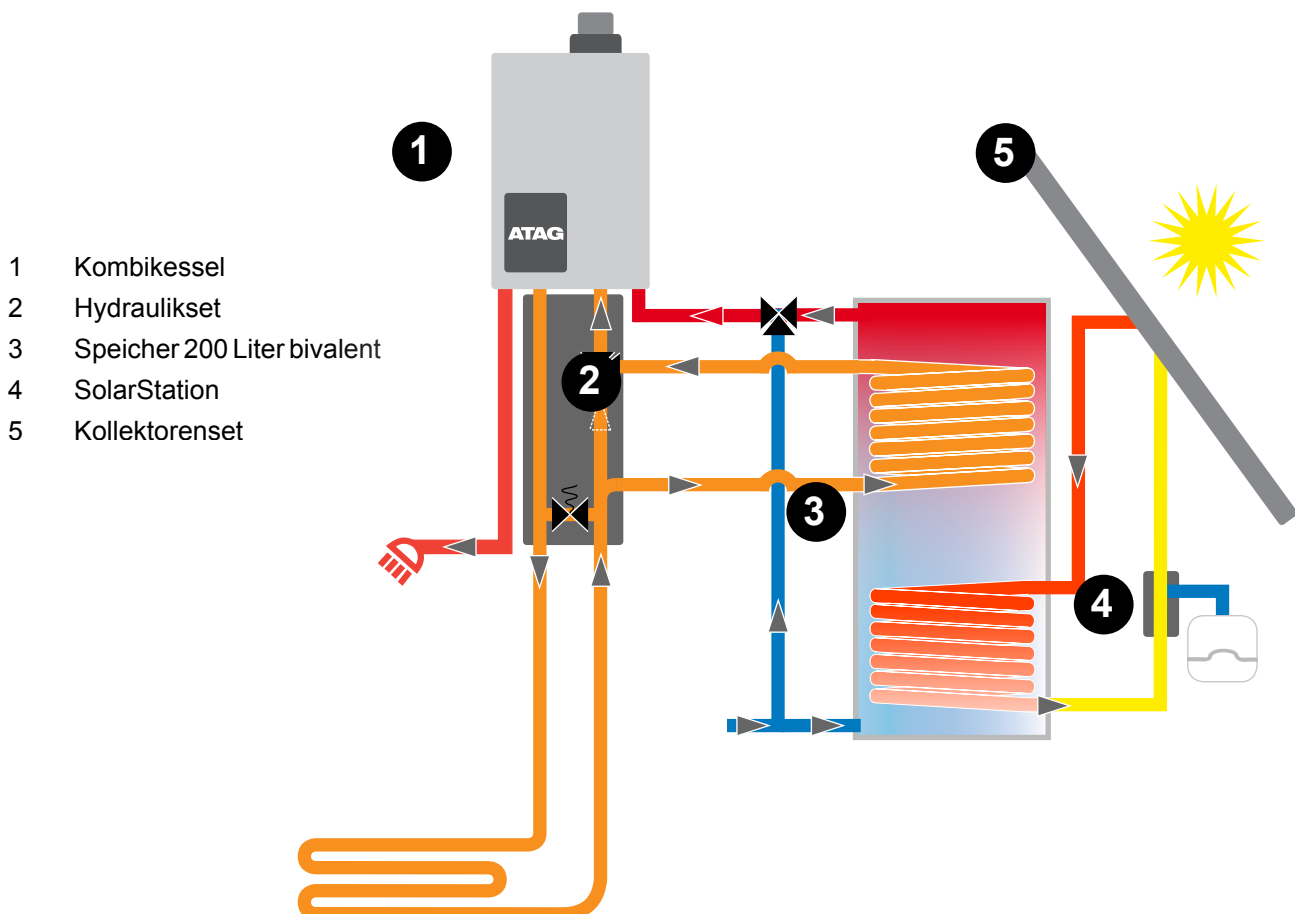 1
5
ATAG
1 Kombikessel
2 Hydraulikset
3 Speicher 200 Liter bivalent
4 SolarStation
5 Kollektorenset
2
3
4